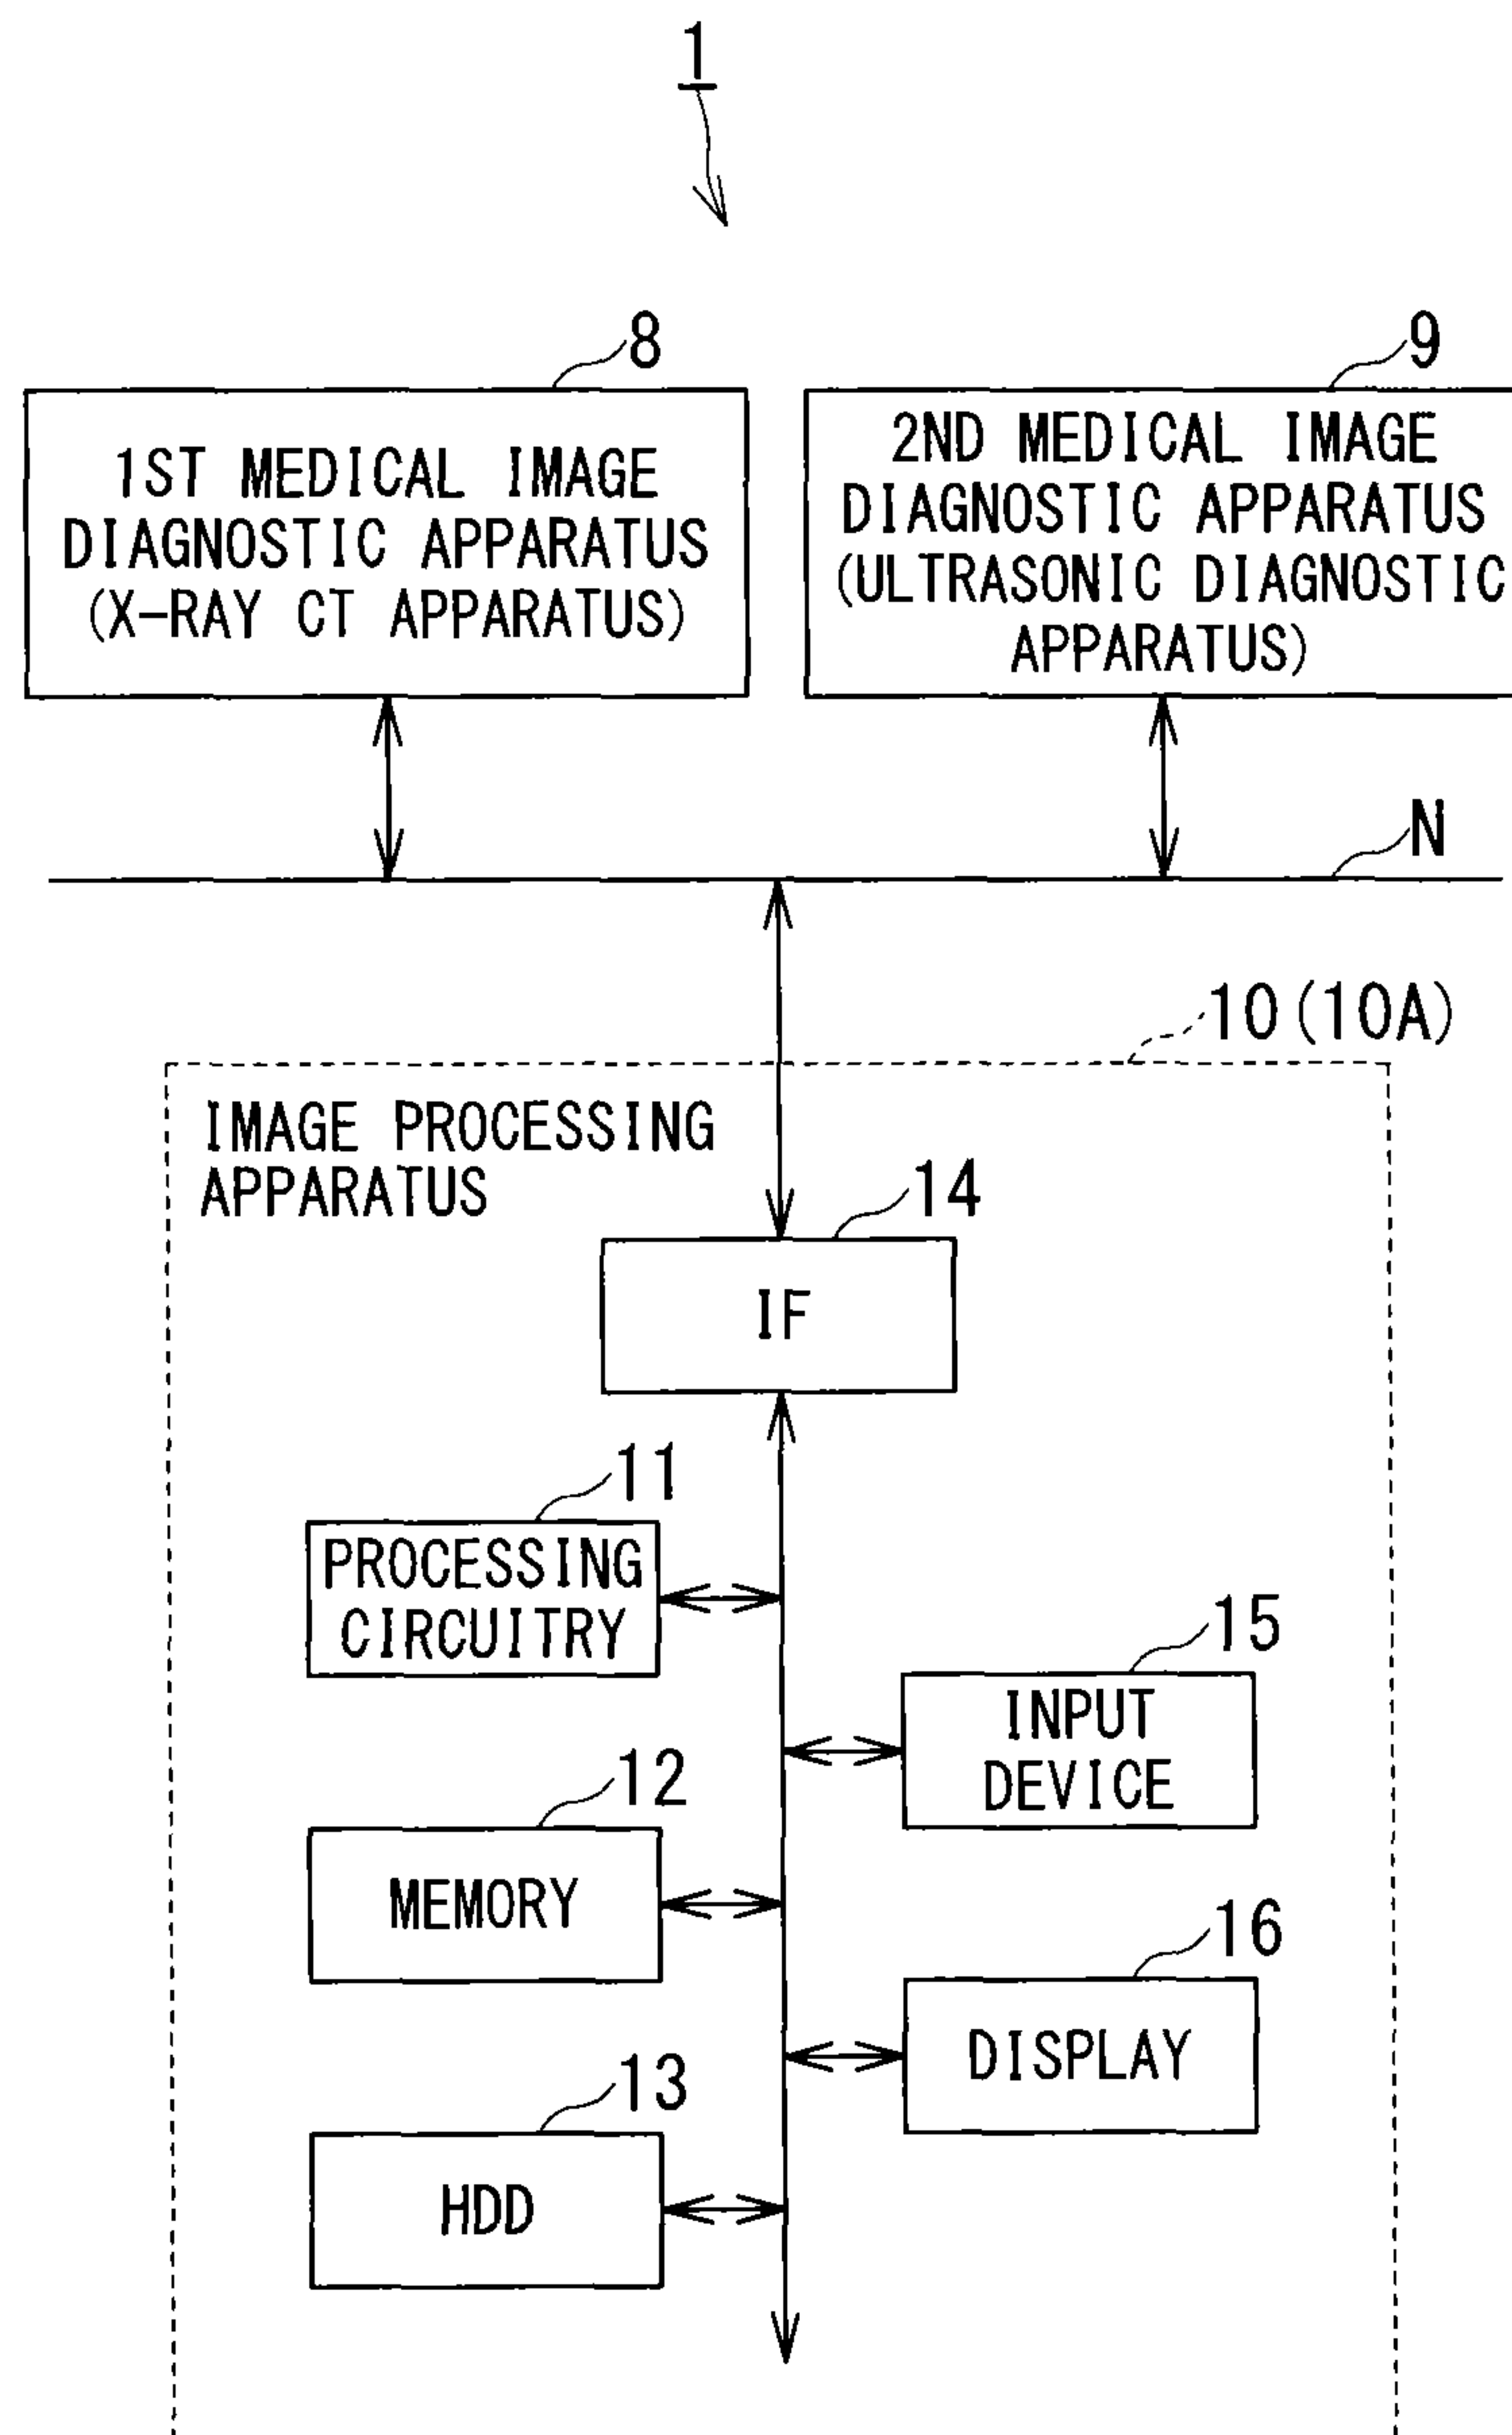 1
8
1ST MEDICAL IMAGE
DIAGNOSTIC APPARATUS
(X-RAY CT APPARATUS)
9
2ND MEDICAL IMAGE
DIAGNOSTIC APPARATUS
(ULTRASONIC DIAGNOSTIC
APPARATUS)
N
10(10A)
IMAGE PROCESSING
APPARATUS
14
IF
11
PROCESSING
CIRCUITRY
15
INPUT
DEVICE
12
MEMORY
16
DISPLAY
13
HDD